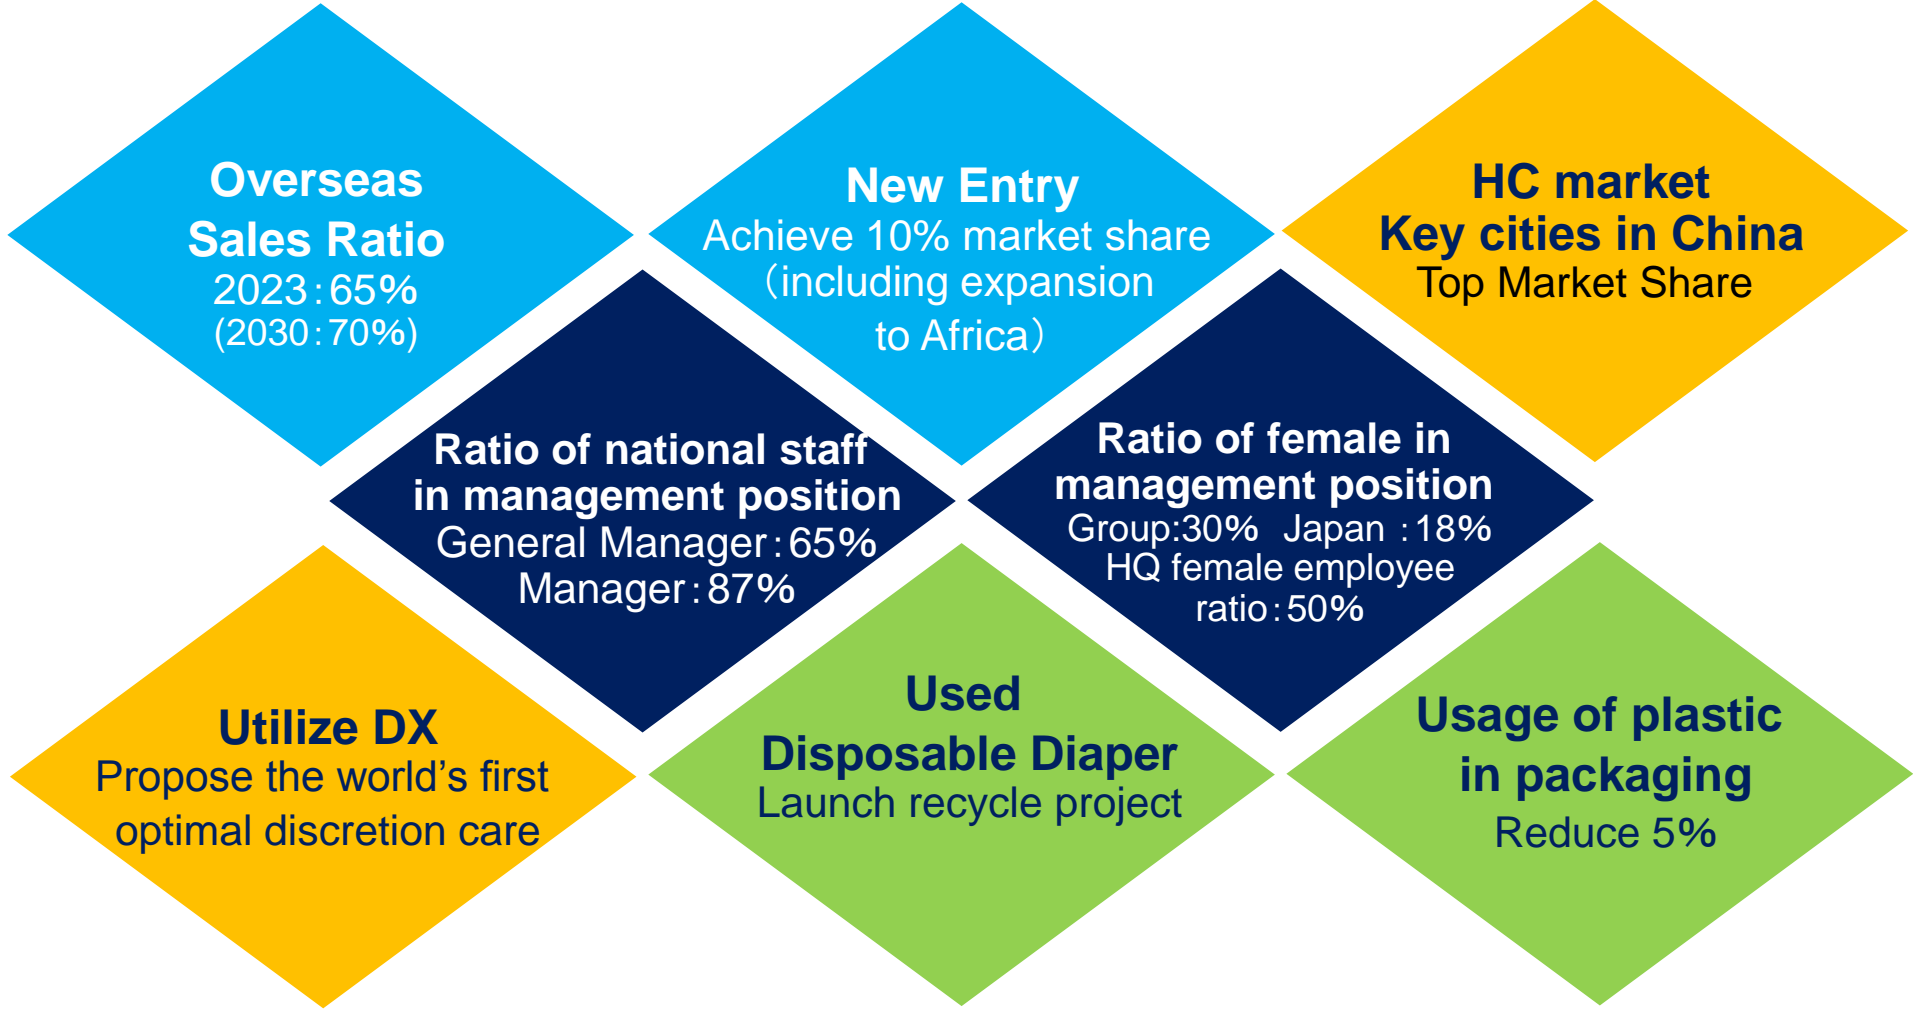 Overseas
Sales Ratio
2023：65%
(2030：70%)
New Entry
Achieve 10% market share
（including expansion
to Africa）
HC market
Key cities in China
Top Market Share
Ratio of national staff
in management position
General Manager：65%
Manager：87%
Ratio of female in
management position
Group:30%  Japan ：18%
HQ female employee
ratio：50%
Utilize DX
Propose the world’s first
optimal discretion care
Used
Disposable Diaper
Launch recycle project
Usage of plastic
in packaging
Reduce 5%